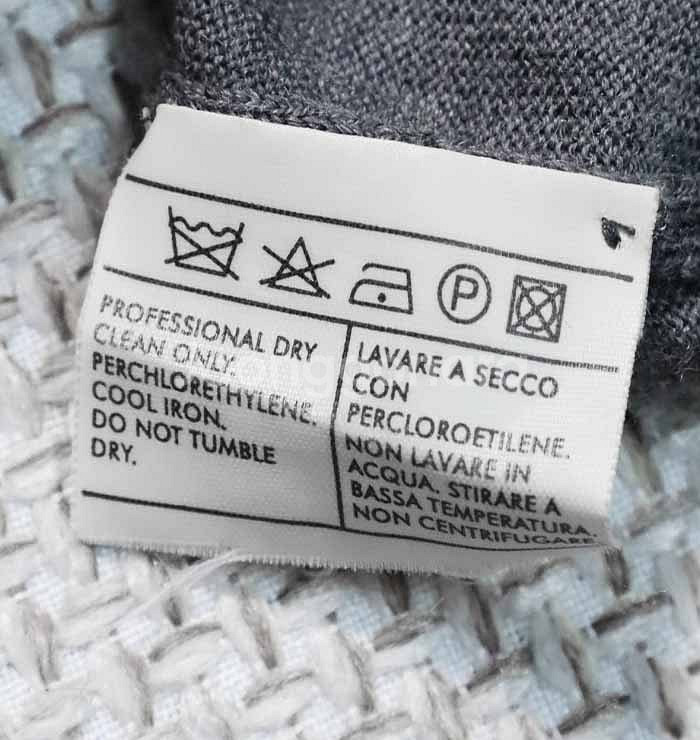 P
PROFESSIONAL DRY
CLEAN ONLY.
PERCHLORETHYLENE.
COOL IRON.
DO NOT TUMBLE
DRY.
LAVARE A SECCO
CON
PERCLOROETILENE.
NON LAVARE IN
ACQUA. STIRARE A
BASSA TEMPERATURA.
NON CENTRIFUGARE